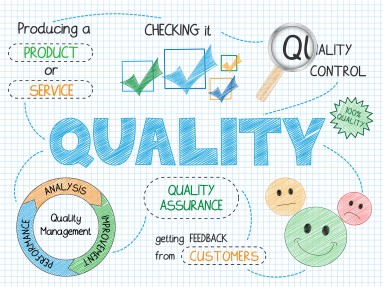 Producing a
PRODUCT
or
SERVICE
CHECKING it
QUALITY
CONTROL
100%
QUALITY
QUALITY
ANALYSIS
IMPROVEMENT
PERFORMANCE
Quality
Management
QUALITY
ASSURANCE
getting FEEDBACK
from CUSTOMERS